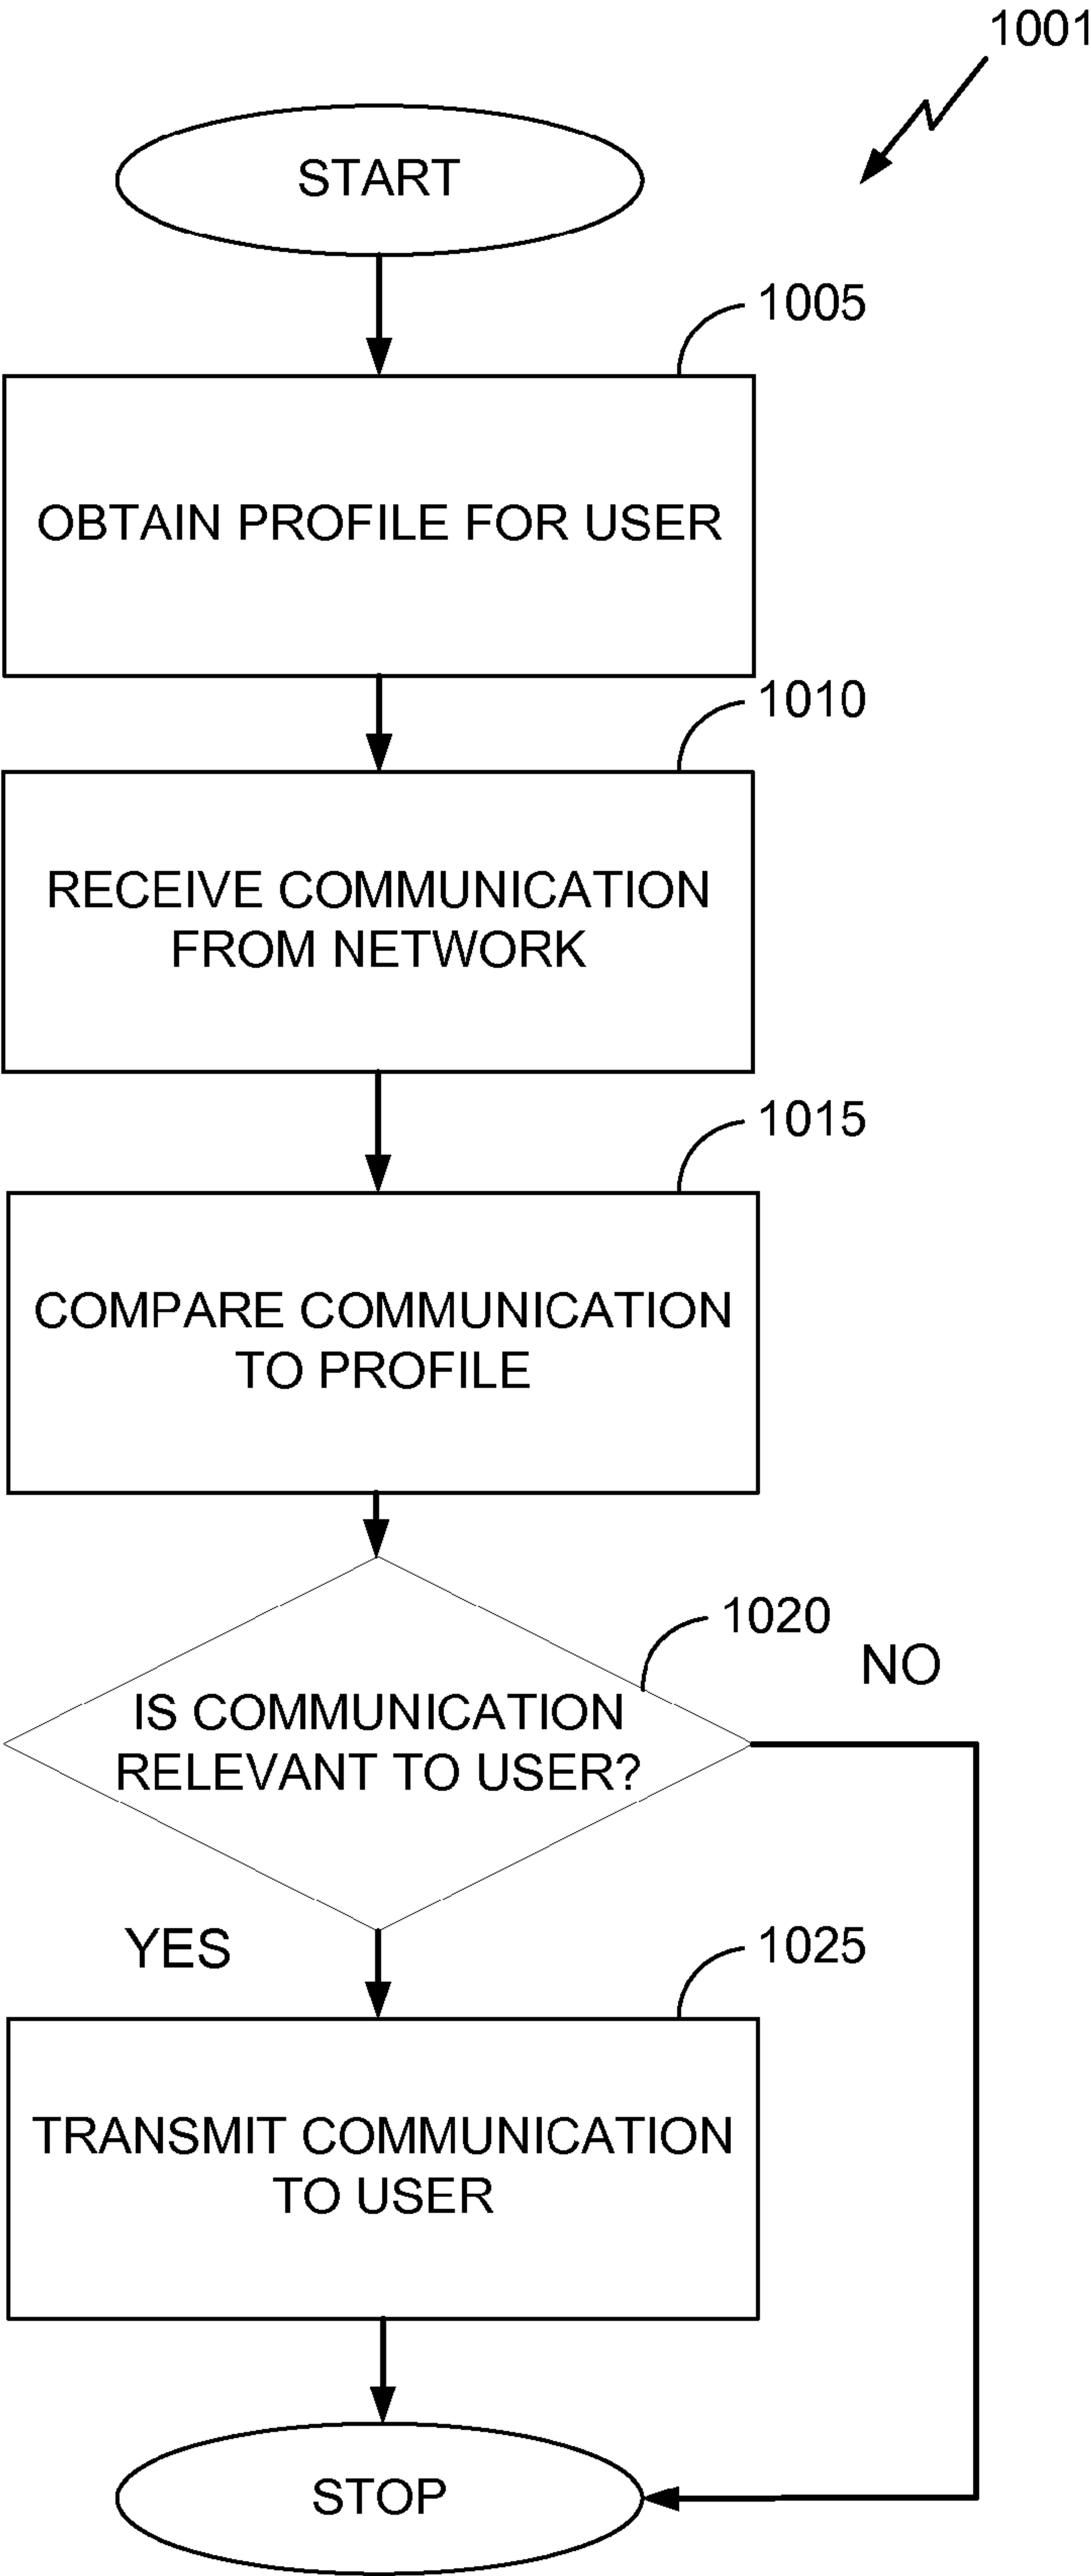 1001
START
1005
OBTAIN PROFILE FOR USER
1010
RECEIVE COMMUNICATION
FROM NETWORK
1015
COMPARE COMMUNICATION
TO PROFILE
1020
NO
IS COMMUNICATION
RELEVANT TO USER?
YES
1025
TRANSMIT COMMUNICATION
TO USER
STOP